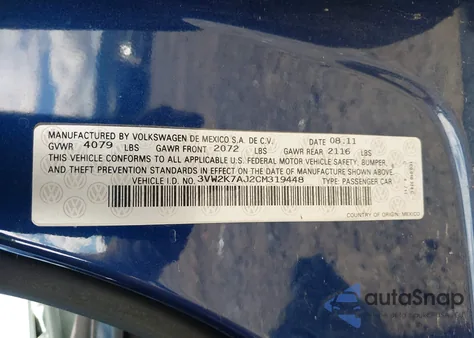 MANUFACTURED BY VOLKSWAGEN DE MEXICO S.A. DE C.V. DATE 08.11
GVWR 4079 LBS GAWR FRONT 2072 LBS GAWR REAR 2116 LBS
THIS VEHICLE CONFORMS TO ALL APPLICABLE U.S. FEDERAL MOTOR VEHICLE SAFETY, BUMPER,
AND THEFT PREVENTION STANDARDS IN EFFECT ON THE DATE OF MANUFACTURE SHOWN ABOVE.
VEHICLE I.D. NO. 3VW2K7AJ2CM319448 TYPE: PASSENGER CAR
COUNTRY OF ORIGIN: MEXICO
autoSnap